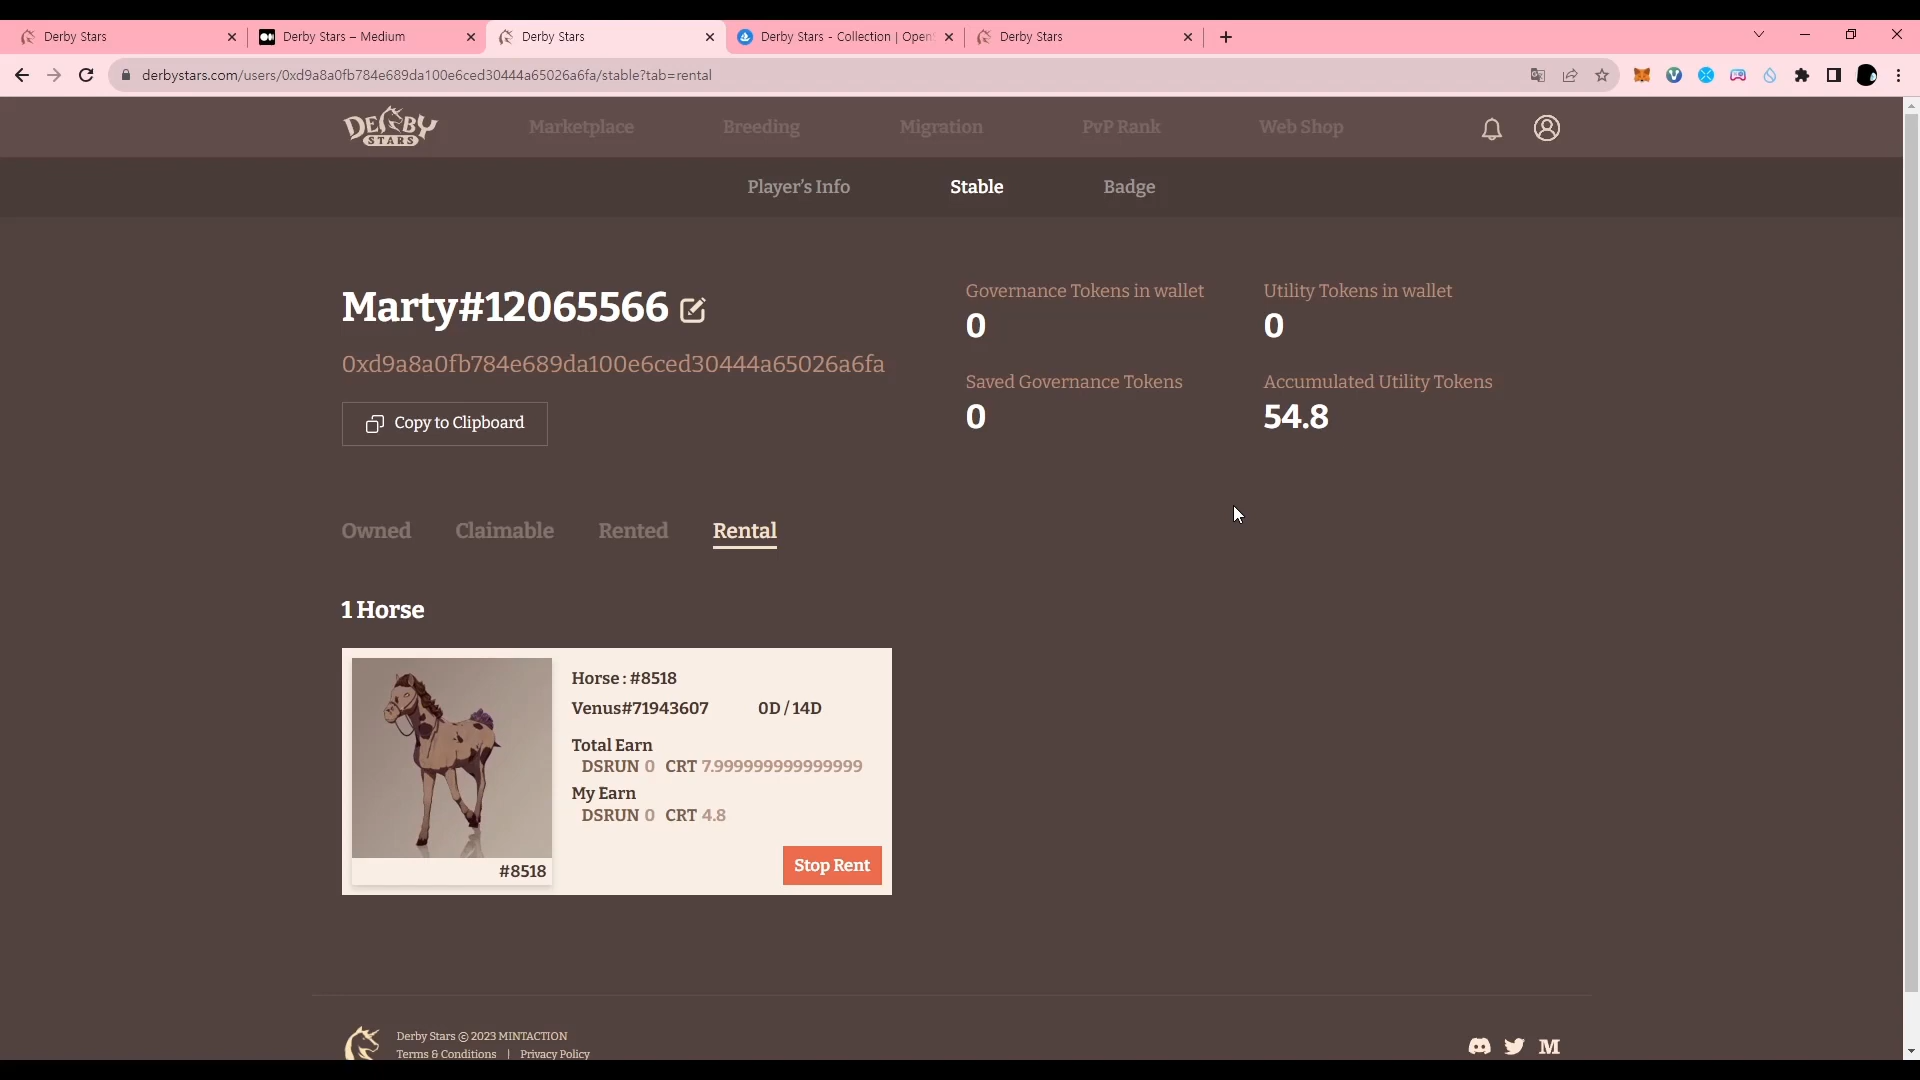 Derby Stars
Derby Stars – Medium
Derby Stars
Derby Stars - Collection | Open
Derby Stars
derbystars.com/users/0xd9a8a0fb784e689da100e6ced30444a65026a6fa/stable?tab=rental
DERBY
STARS
Marketplace
Breeding
Migration
PvP Rank
Web Shop
Player's Info
Stable
Badge
Marty#12065566
0xd9a8a0fb784e689da100e6ced30444a65026a6fa
Copy to Clipboard
Governance Tokens in wallet
0
Utility Tokens in wallet
0
Saved Governance Tokens
0
Accumulated Utility Tokens
54.8
Owned
Claimable
Rented
Rental
1 Horse
#8518
Horse : #8518
Venus#71943607 0D / 14D
Total Earn
DSRUN 0 CRT 7.999999999999999
My Earn
DSRUN 0 CRT 4.8
Stop Rent
Derby Stars © 2023 MINTACTION
Terms & Conditions | Privacy Policy